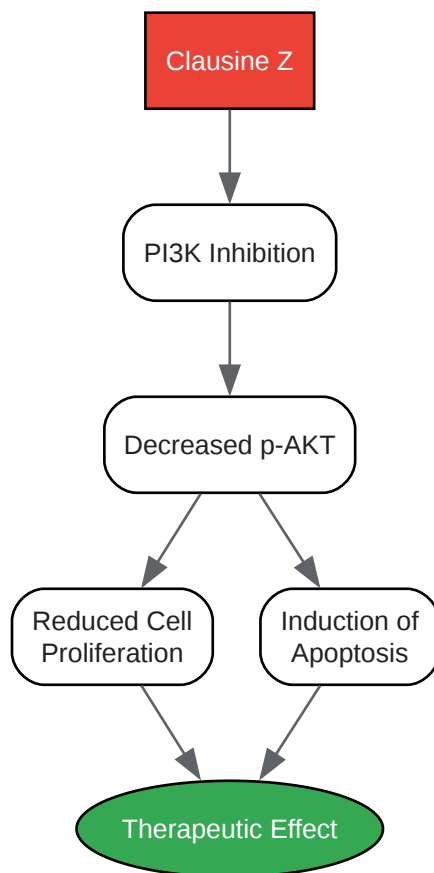 Clausine Z
PI3K Inhibition
Decreased p-AKT
Reduced Cell
Proliferation
Induction of
Apoptosis
Therapeutic Effect